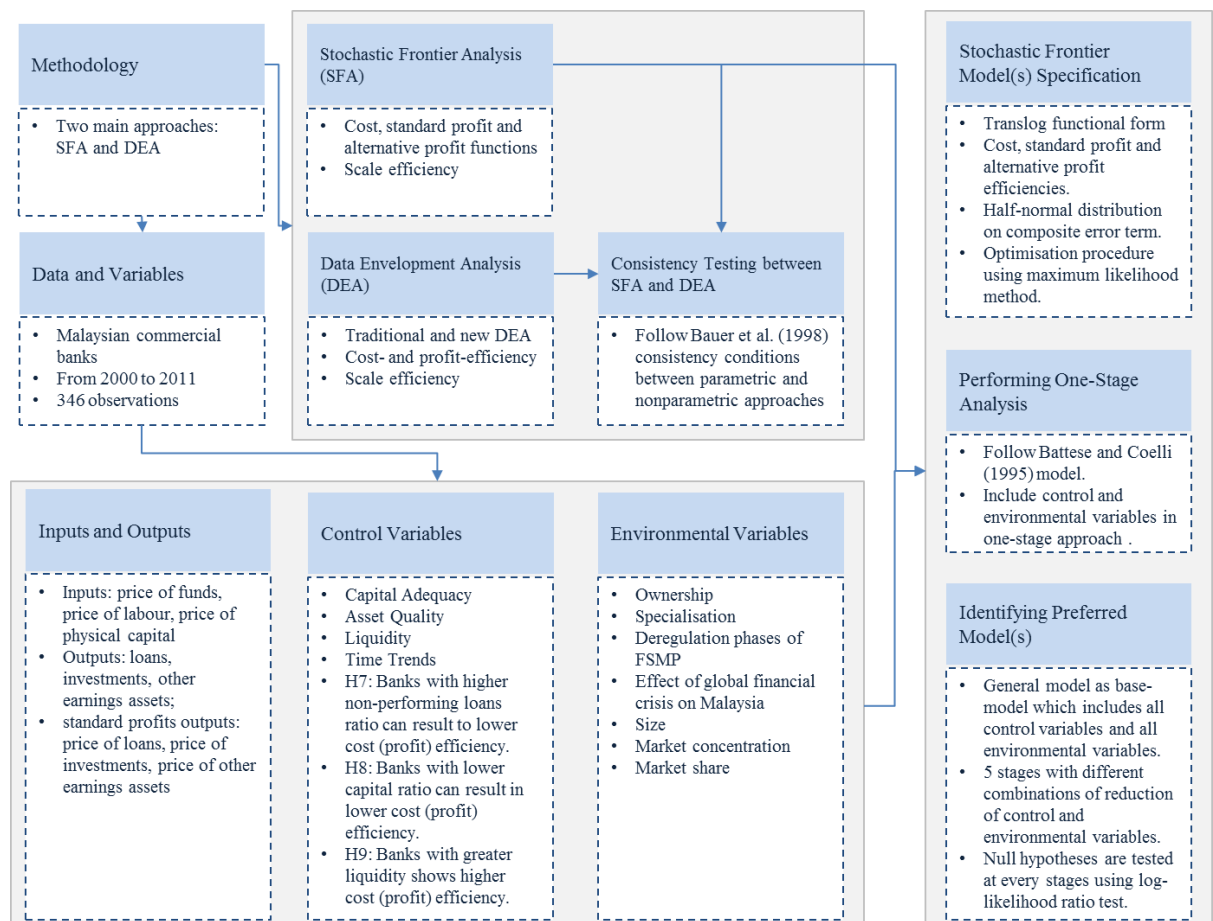 Methodology
• Two main approaches:
SFA and DEA
Data and Variables
• Malaysian commercial
banks
• From 2000 to 2011
• 346 observations
Stochastic Frontier Analysis
(SFA)
• Cost, standard profit and
alternative profit functions
• Scale efficiency
Data Envelopment Analysis
(DEA)
• Traditional and new DEA
• Cost- and profit-efficiency
• Scale efficiency
Consistency Testing between
SFA and DEA
• Follow Bauer et al. (1998)
consistency conditions
between parametric and
nonparametric approaches
Inputs and Outputs
• Inputs: price of funds,
price of labour, price of
physical capital
• Outputs: loans,
investments, other
earnings assets;
• standard profits outputs:
price of loans, price of
investments, price of other
earnings assets
Control Variables
• Capital Adequacy
• Asset Quality
• Liquidity
• Time Trends
• H7: Banks with higher
non-performing loans
ratio can result to lower
cost (profit) efficiency.
• H8: Banks with lower
capital ratio can result in
lower cost (profit)
efficiency.
• H9: Banks with greater
liquidity shows higher
cost (profit) efficiency.
Environmental Variables
• Ownership
• Specialisation
• Deregulation phases of
FSMP
• Effect of global financial
crisis on Malaysia
• Size
• Market concentration
• Market share
Stochastic Frontier
Model(s) Specification
• Translog functional form
• Cost, standard profit and
alternative profit
efficiencies.
• Half-normal distribution
on composite error term.
• Optimisation procedure
using maximum likelihood
method.
Performing One-Stage
Analysis
• Follow Battese and Coelli
(1995) model.
• Include control and
environmental variables in
one-stage approach .
Identifying Preferred
Model(s)
• General model as base-
model which includes all
control variables and all
environmental variables.
• 5 stages with different
combinations of reduction
of control and
environmental variables.
• Null hypotheses are tested
at every stages using log-
likelihood ratio test.